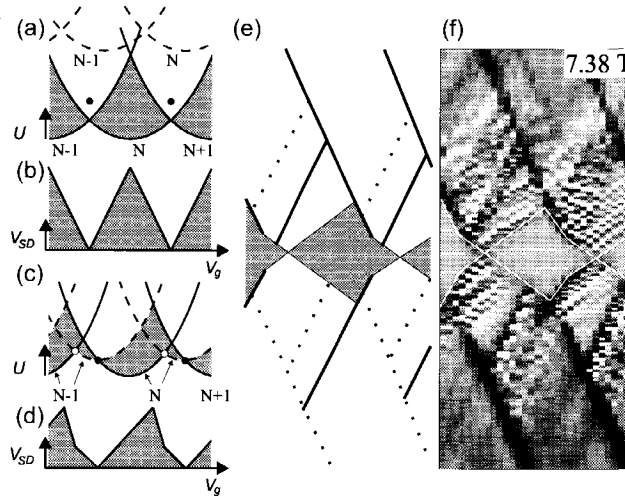 (a)
N-1
N
U
N-1
N
N+1
(b)
V_SD
V_g
(c)
U
N-1
N
N+1
(d)
V_SD
V_g
(e)
(f)
7.38 T